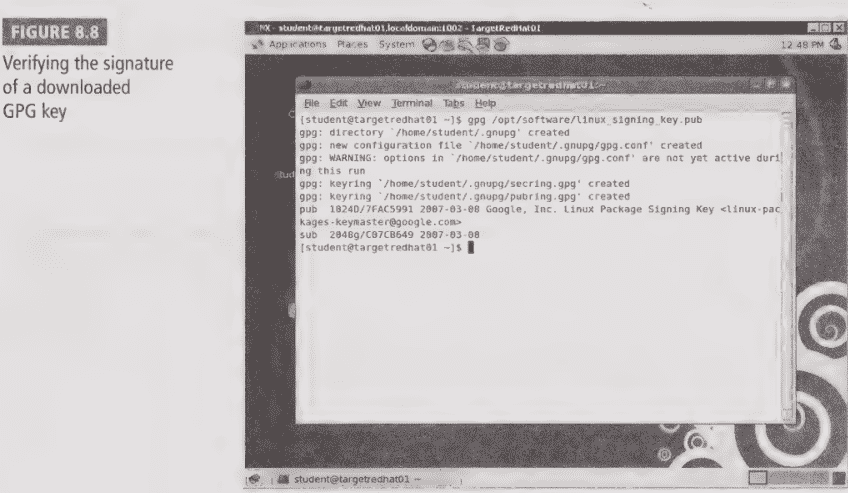 FIGURE 8.8
Verifying the signature
of a downloaded
GPG key
NX - student@targetredhat01.localdomain:1002 - TargetRedHat01
Applications Places System
12:48 PM
student@targetredhat01:~
File Edit View Terminal Tabs Help
[student@targetredhat01 ~]$ gpg /opt/software/linux_signing_key.pub
gpg: directory `/home/student/.gnupg' created
gpg: new configuration file `/home/student/.gnupg/gpg.conf' created
gpg: WARNING: options in `/home/student/.gnupg/gpg.conf' are not yet active duri
ng this run
gpg: keyring `/home/student/.gnupg/secring.gpg' created
gpg: keyring `/home/student/.gnupg/pubring.gpg' created
pub 1024D/7FAC5991 2007-03-08 Google, Inc. Linux Package Signing Key <linux-pac
kages-keymaster@google.com>
sub 2048g/C07CB649 2007-03-08
[student@targetredhat01 ~]$
student@targetredhat01:~